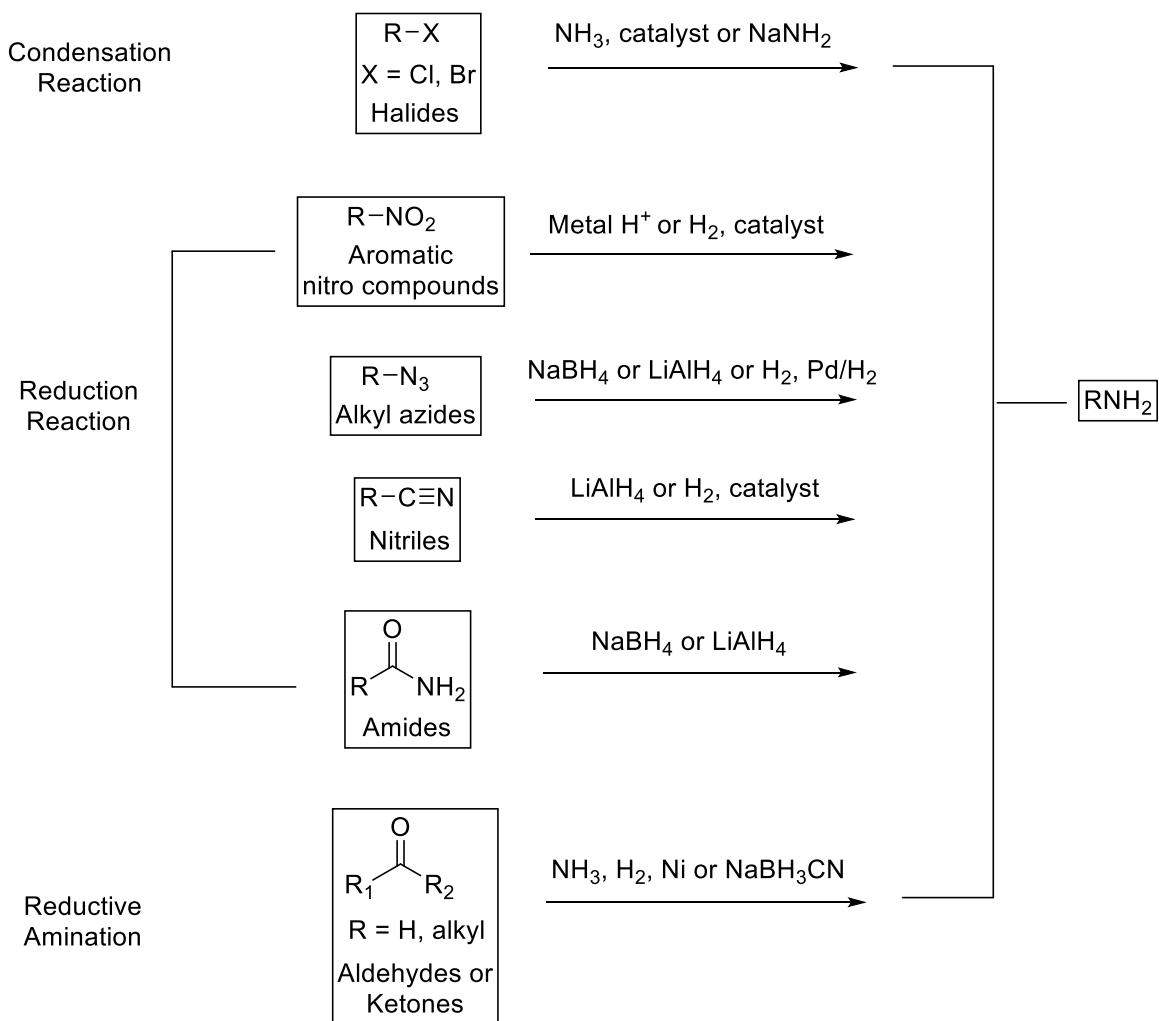 Condensation
Reaction
R–X
X = Cl, Br
Halides
NH₃, catalyst or NaNH₂
R–NO₂
Aromatic
nitro compounds
Metal H⁺ or H₂, catalyst
Reduction
Reaction
R–N₃
Alkyl azides
NaBH₄ or LiAlH₄ or H₂, Pd/H₂
RNH₂
R–C≡N
Nitriles
LiAlH₄ or H₂, catalyst
O
R NH₂
Amides
NaBH₄ or LiAlH₄
Reductive
Amination
O
R₁ R₂
R = H, alkyl
Aldehydes or
Ketones
NH₃, H₂, Ni or NaBH₃CN